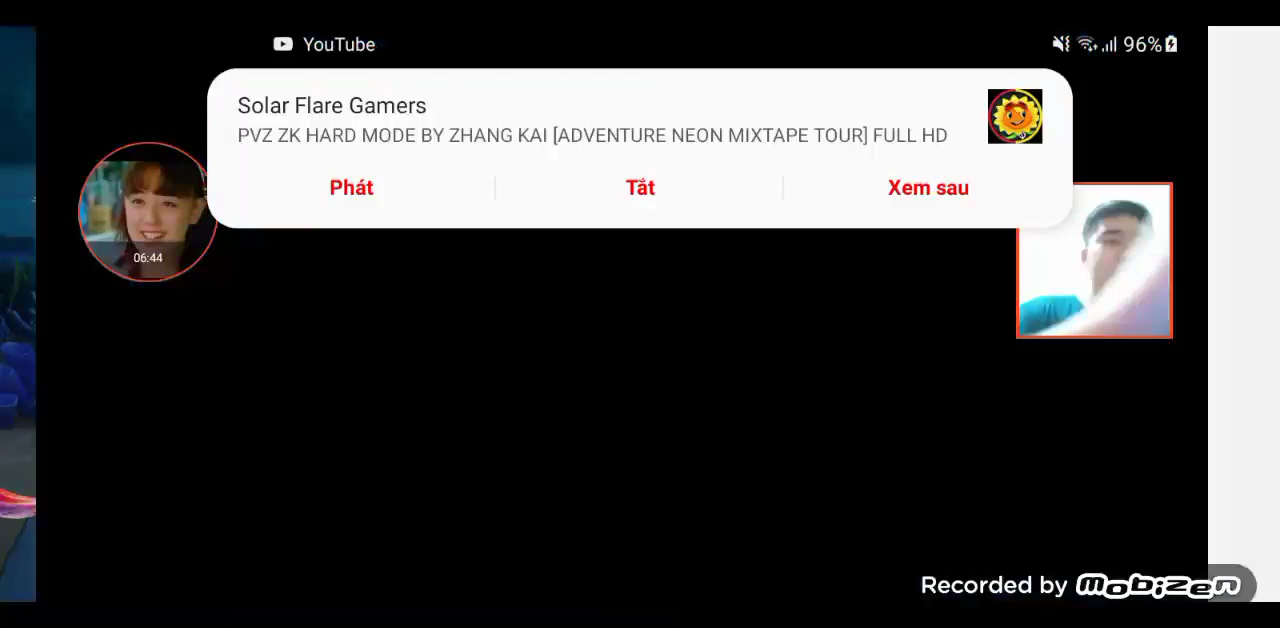 YouTube
96%
Solar Flare Gamers
PVZ ZK HARD MODE BY ZHANG KAI [ADVENTURE NEON MIXTAPE TOUR] FULL HD
Phát
Tắt
Xem sau
06:44
Recorded by mobizen